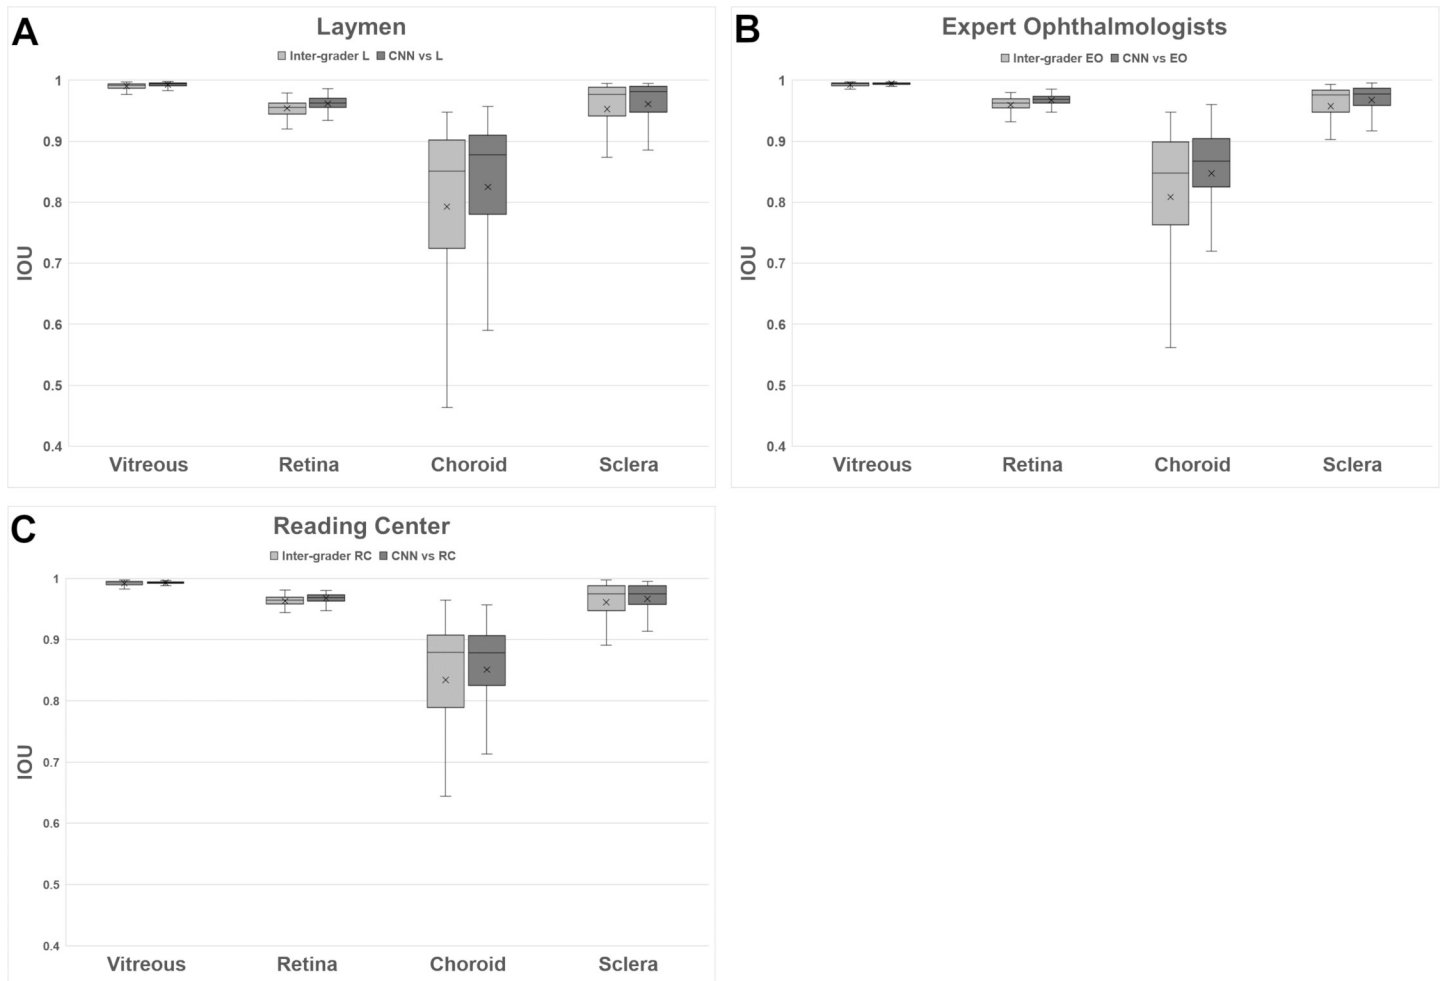 A
Laymen
Inter-grader L CNN vs L
1
0.9
0.8
0.7
0.6
0.5
0.4
IOU
Vitreous Retina Choroid Sclera
B
Expert Ophthalmologists
Inter-grader EO CNN vs EO
1
0.9
0.8
0.7
0.6
0.5
0.4
IOU
Vitreous Retina Choroid Sclera
C
Reading Center
Inter-grader RC CNN vs RC
1
0.9
0.8
0.7
0.6
0.5
0.4
IOU
Vitreous Retina Choroid Sclera